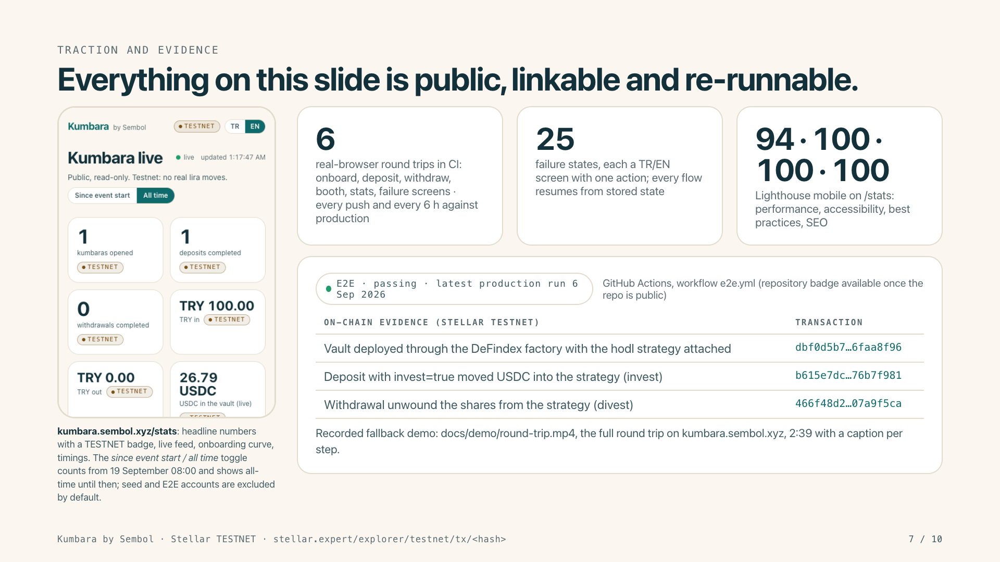 TRACTION AND EVIDENCE
Everything on this slide is public, linkable and re-runnable.
Kumbara by Sembol
TESTNET
TR EN
Kumbara live
live updated 1:17:47 AM
Public, read-only. Testnet: no real lira moves.
Since event start All time
1
kumbaras opened
TESTNET
1
deposits completed
TESTNET
0
withdrawals completed
TESTNET
TRY 100.00
TRY in TESTNET
TRY 0.00
TRY out TESTNET
26.79
USDC
USDC in the vault (live)
TESTNET
kumbara.sembol.xyz/stats: headline numbers
with a TESTNET badge, live feed, onboarding curve,
timings. The since event start / all time toggle
counts from 19 September 08:00 and shows all-
time until then; seed and E2E accounts are excluded
by default.
6
real-browser round trips in CI:
onboard, deposit, withdraw,
booth, stats, failure screens ·
every push and every 6 h against
production
25
failure states, each a TR/EN
screen with one action; every flow
resumes from stored state
94 · 100 ·
100 · 100
Lighthouse mobile on /stats:
performance, accessibility, best
practices, SEO
E2E · passing · latest production run 6
Sep 2026
GitHub Actions, workflow e2e.yml (repository badge available once the
repo is public)
ON-CHAIN EVIDENCE (STELLAR TESTNET) TRANSACTION
Vault deployed through the DeFindex factory with the hodl strategy attached dbf0d5b7…6faa8f96
Deposit with invest=true moved USDC into the strategy (invest) b615e7dc…76b7f981
Withdrawal unwound the shares from the strategy (divest) 466f48d2…07a9f5ca
Recorded fallback demo: docs/demo/round-trip.mp4, the full round trip on kumbara.sembol.xyz, 2:39 with a caption per
step.
Kumbara by Sembol · Stellar TESTNET · stellar.expert/explorer/testnet/tx/<hash>
7 / 10